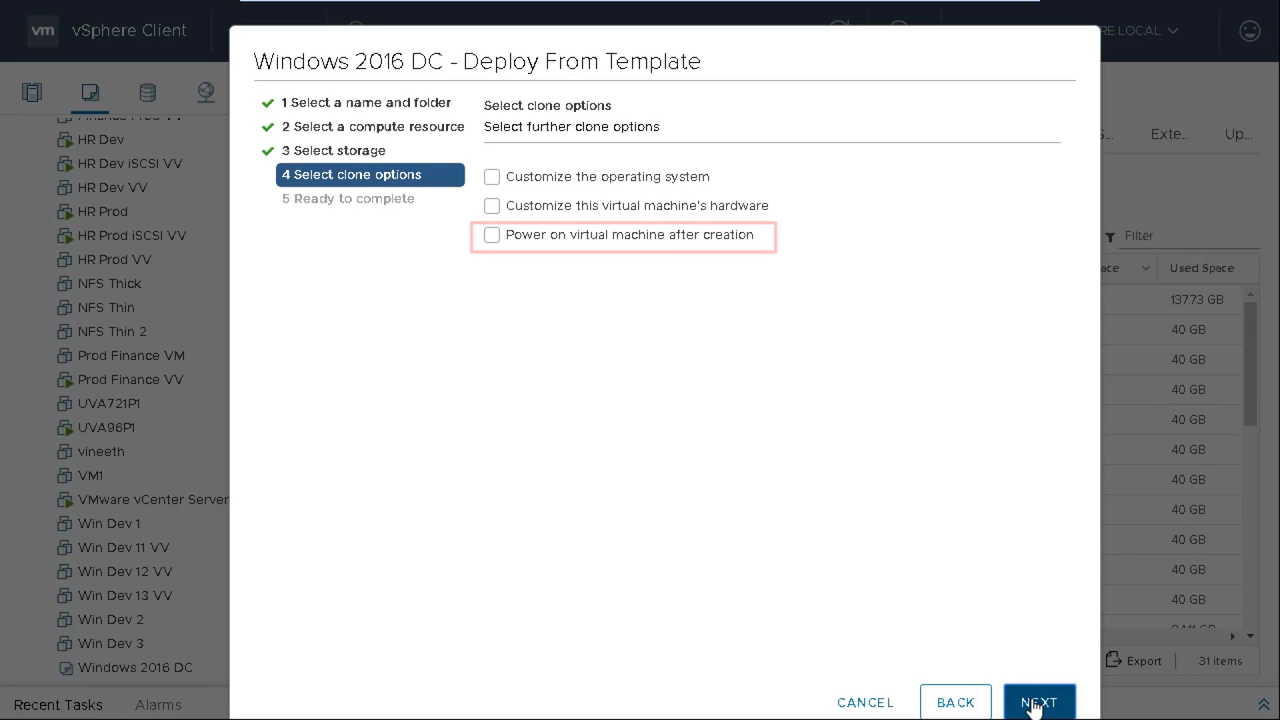 vm vSphere Client
RE.LOCAL
Windows 2016 DC - Deploy From Template
1 Select a name and folder
2 Select a compute resource
3 Select storage
4 Select clone options
5 Ready to complete
Select clone options
Select further clone options
Customize the operating system
Customize this virtual machine's hardware
Power on virtual machine after creation
HR Dev
HR Dev iSCSI VV
HR Dev VV
HR Prod
HR Prod iSCSI VV
HR Prod VV
NFS Thick
NFS Thin
NFS Thin 2
Prod Finance VM
Prod Finance VV
UVA721P1
UVA96P1
vineeth
VM1
VMware vCenter Server
Win Dev 1
Win Dev 11 VV
Win Dev 12 VV
Win Dev 13 VV
Win Dev 2
Win Dev 3
Windows 2016 DC
S... Exte... Up...
Filter
ace Used Space
137.73 GB
40 GB
40 GB
40 GB
40 GB
40 GB
40 GB
40 GB
40 GB
40 GB
40 GB
Export 31 items
CANCEL BACK NEXT
Recent Tasks Alarms